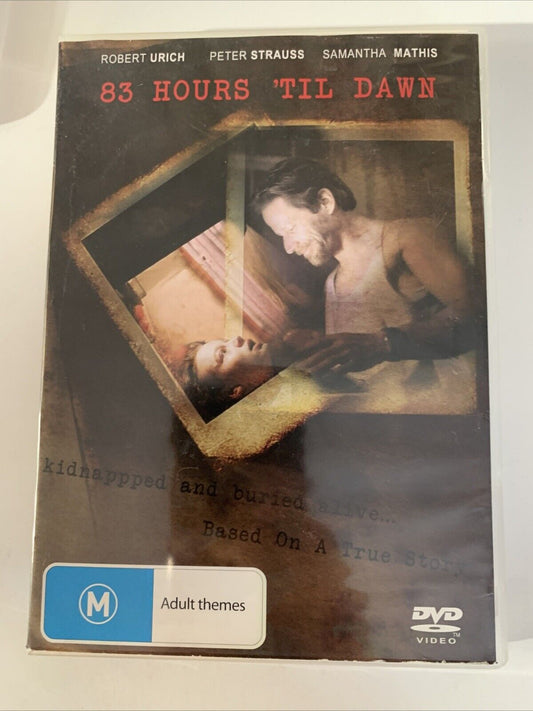 ROBERT URICH PETER STRAUSS SAMANTHA MATHIS
83 HOURS 'TIL DAWN
kidnappped and buried alive...
Based On A True Story
M Adult themes
DVD
VIDEO
TM